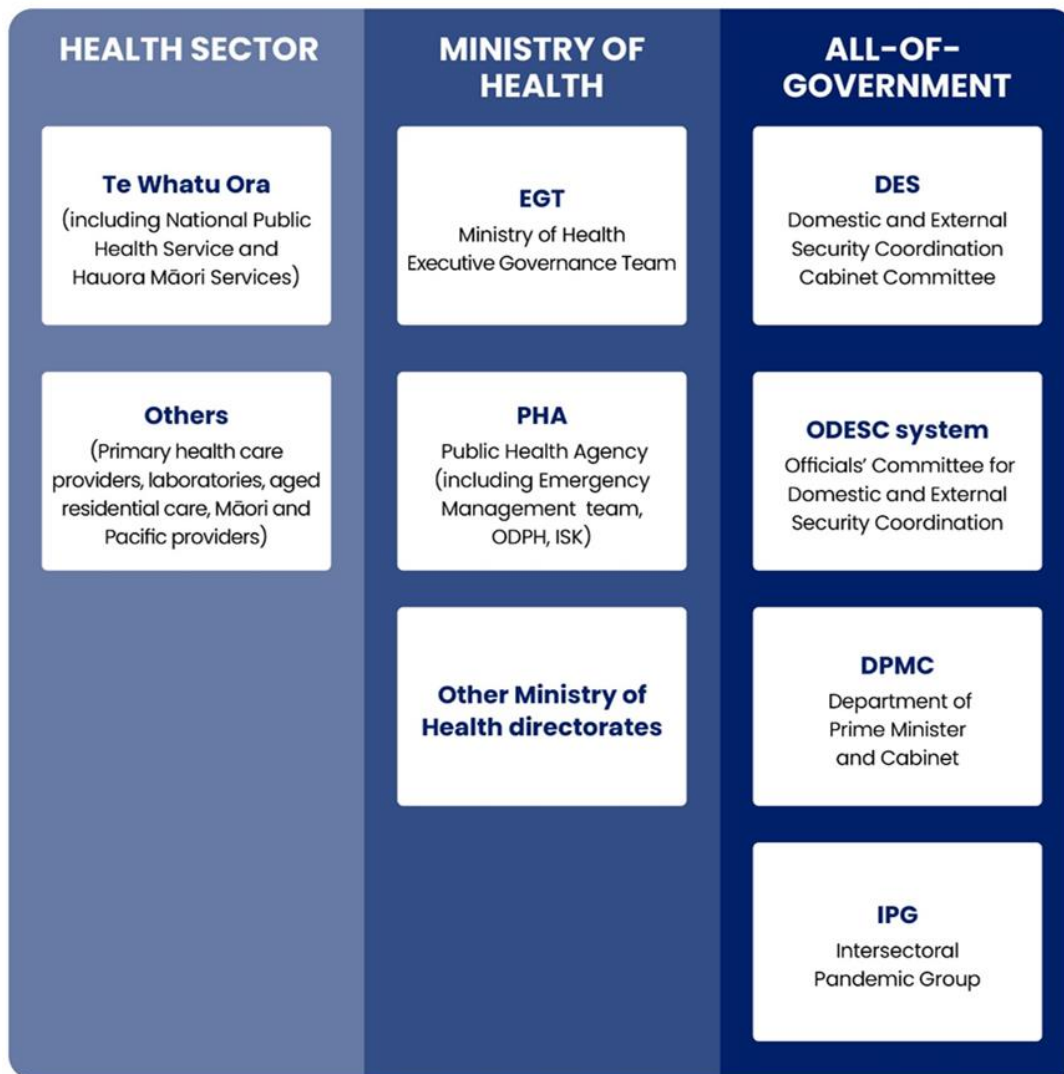 HEALTH SECTOR
Te Whatu Ora
(including National Public
Health Service and
Hauora Māori Services)
Others
(Primary health care
providers, laboratories, aged
residential care, Māori and
Pacific providers)
MINISTRY OF
HEALTH
EGT
Ministry of Health
Executive Governance Team
PHA
Public Health Agency
(including Emergency
Management team,
ODPH, ISK)
Other Ministry of
Health directorates
ALL-OF-
GOVERNMENT
DES
Domestic and External
Security Coordination
Cabinet Committee
ODESC system
Officials’ Committee for
Domestic and External
Security Coordination
DPMC
Department of
Prime Minister
and Cabinet
IPG
Intersectoral
Pandemic Group